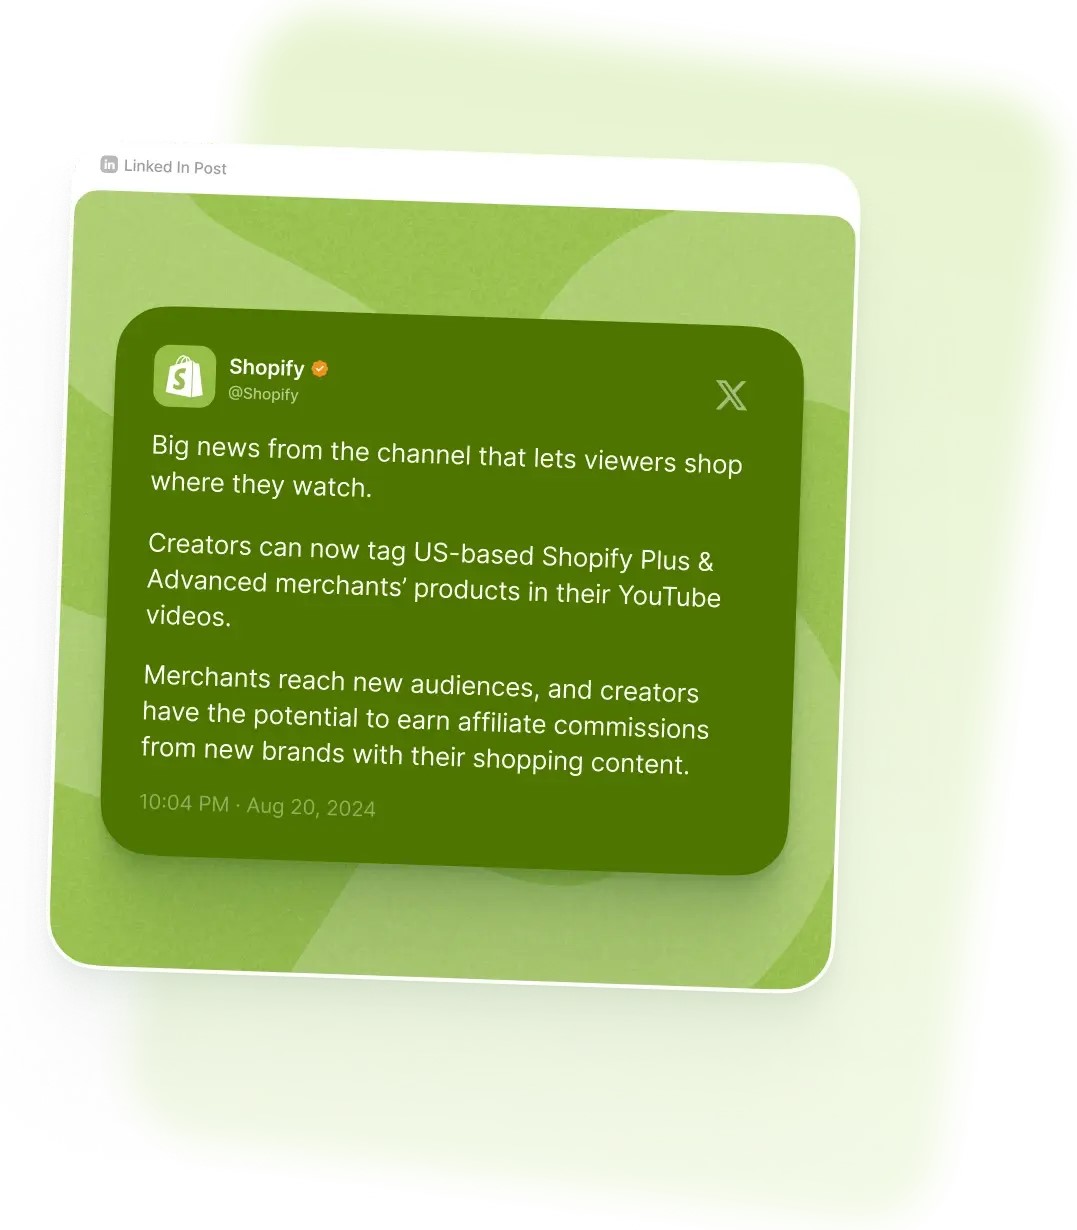 Linked In Post
Shopify
@Shopify
Big news from the channel that lets viewers shop
where they watch.
Creators can now tag US-based Shopify Plus &
Advanced merchants’ products in their YouTube
videos.
Merchants reach new audiences, and creators
have the potential to earn affiliate commissions
from new brands with their shopping content.
10:04 PM · Aug 20, 2024